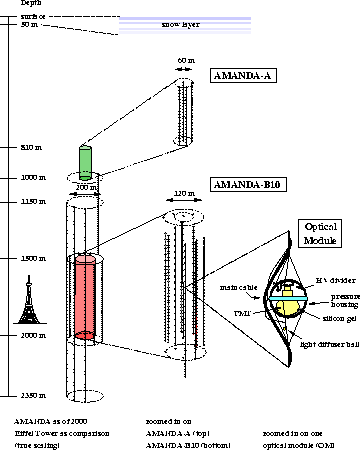 Depth
surface
50 m
snow layer
60 m
AMANDA-A
810 m
1000 m
200 m
AMANDA-B10
1150 m
120 m
Optical
Module
1500 m
main cable
HV divider
pressure
housing
PMT
silicon gel
light diffuser ball
2000 m
2350 m
AMANDA as of 2000
zoomed in on
Eiffel Tower as comparison
AMANDA-A (top)
zoomed in on one
(true scaling)
AMANDA-B10 (bottom)
optical module (OM)